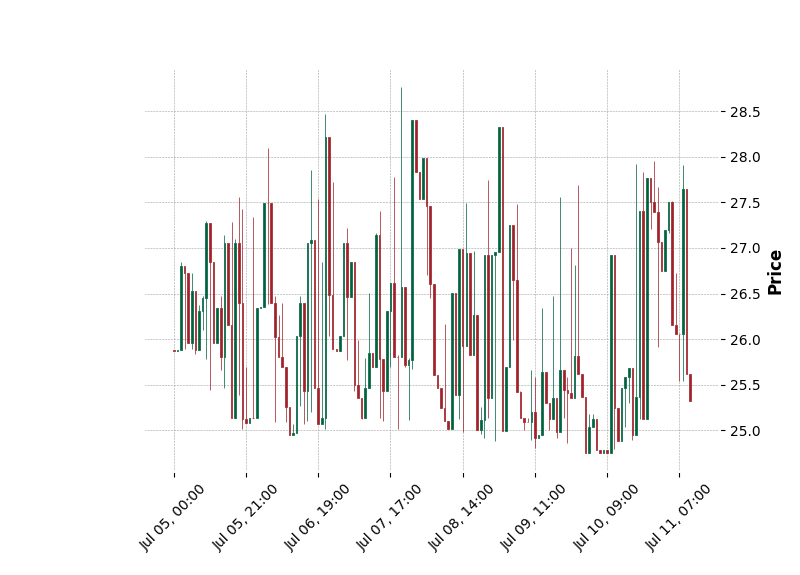 28.5
28.0
27.5
27.0
26.5
26.0
25.5
25.0
Price
Jul 05, 00:00
Jul 05, 21:00
Jul 06, 19:00
Jul 07, 17:00
Jul 08, 14:00
Jul 09, 11:00
Jul 10, 09:00
Jul 11, 07:00